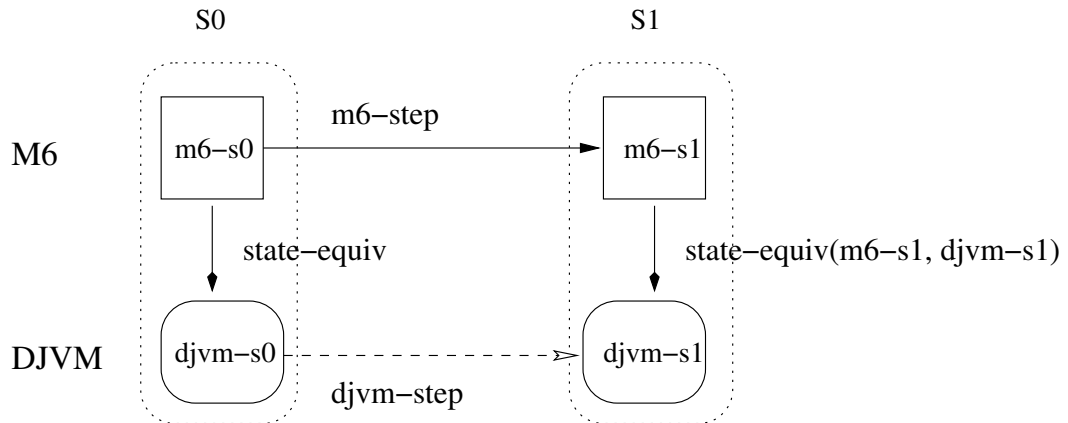 S0 S1
m6−step
M6 m6−s0 m6−s1
state−equiv state−equiv(m6−s1, djvm−s1)
DJVM djvm−s0 djvm−s1
djvm−step